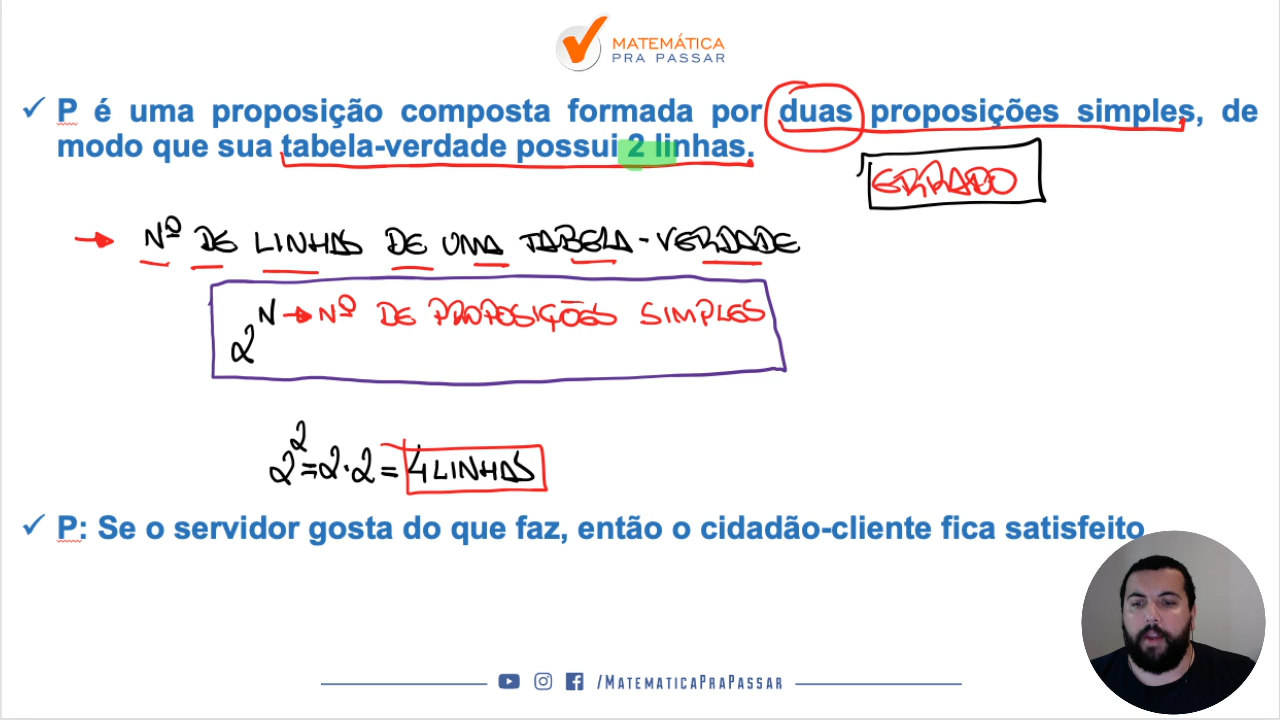 MATEMÁTICA
PRA PASSAR
✓ P é uma proposição composta formada por duas proposições simples, de
modo que sua tabela-verdade possui 2 linhas.
ERRADO
→ Nº DE LINHAS DE UMA TABELA-VERDADE
2^N → Nº DE PROPOSIÇÕES SIMPLES
2^2 = 2·2 = 4 LINHAS
✓ P: Se o servidor gosta do que faz, então o cidadão-cliente fica satisfeito
/MatematicaPraPassar